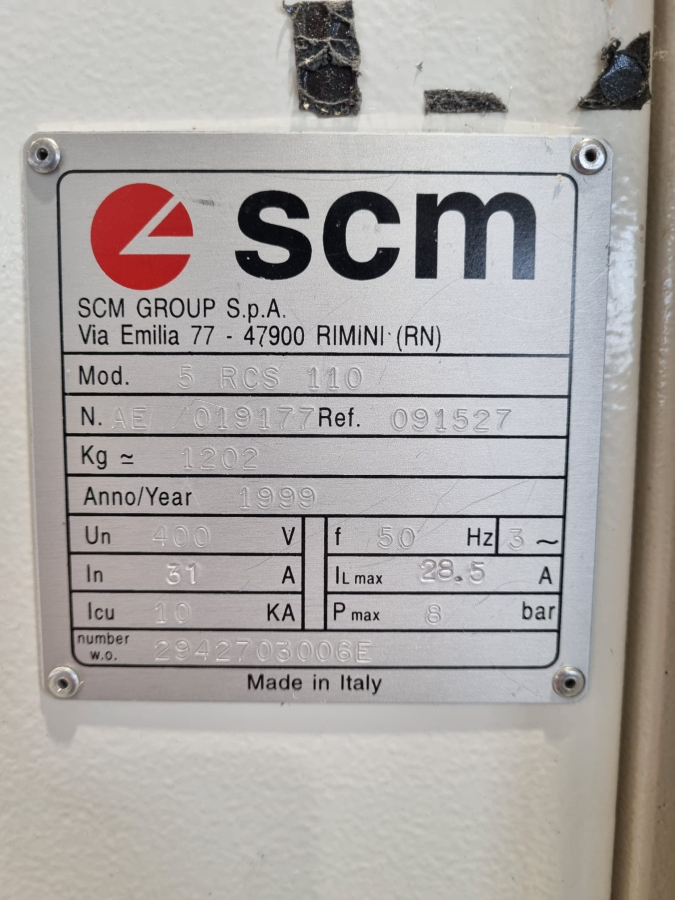 scm
SCM GROUP S.p.A.
Via Emilia 77 - 47900 RIMINI (RN)
Mod. 5 RCS 110
N. AE /019177 Ref. 091527
Kg ≃ 1202
Anno/Year 1999
Un 400 V f 50 Hz 3 ~
In 31 A IL max 28.5 A
Icu 10 KA P max 8 bar
number w.o. 2942703006E
Made in Italy